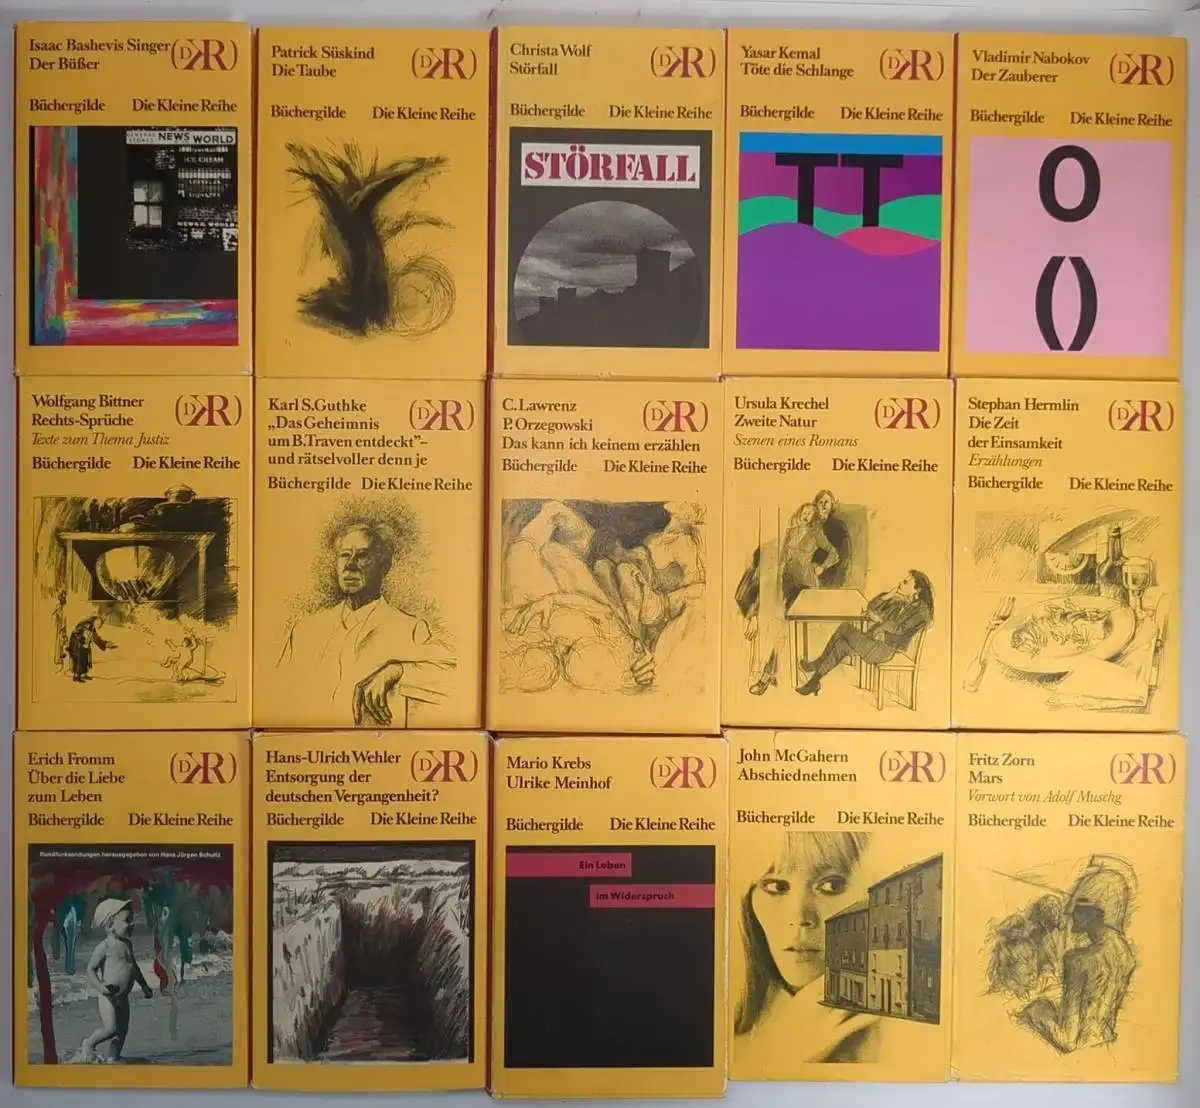 Isaac Bashevis Singer
Der Büßer
DKR
Büchergilde Die Kleine Reihe
GENERAL STORES NEWS WORLD
ICE CREAM
NEWS & WORLD
Patrick Süskind
Die Taube
DKR
Büchergilde Die Kleine Reihe
Christa Wolf
Störfall
DKR
Büchergilde Die Kleine Reihe
STÖRFALL
Yasar Kemal
Töte die Schlange
DKR
Büchergilde Die Kleine Reihe
TT
Vladimir Nabokov
Der Zauberer
DKR
Büchergilde Die Kleine Reihe
O
()
Wolfgang Bittner
Rechts-Sprüche
Texte zum Thema Justiz
DKR
Büchergilde Die Kleine Reihe
Karl S. Guthke
„Das Geheimnis
um B. Traven entdeckt"–
und rätselvoller denn je
DKR
Büchergilde Die Kleine Reihe
C. Lawrenz
P. Orzegowski
Das kann ich keinem erzählen
DKR
Büchergilde Die Kleine Reihe
Ursula Krechel
Zweite Natur
Szenen eines Romans
DKR
Büchergilde Die Kleine Reihe
Stephan Hermlin
Die Zeit
der Einsamkeit
Erzählungen
DKR
Büchergilde Die Kleine Reihe
Erich Fromm
Über die Liebe
zum Leben
DKR
Büchergilde Die Kleine Reihe
Rundfunksendungen herausgegeben von Hans Jürgen Schultz
Hans-Ulrich Wehler
Entsorgung der
deutschen Vergangenheit?
DKR
Büchergilde Die Kleine Reihe
Mario Krebs
Ulrike Meinhof
DKR
Büchergilde Die Kleine Reihe
Ein Leben
im Widerspruch
John McGahern
Abschiednehmen
DKR
Büchergilde Die Kleine Reihe
Fritz Zorn
Mars
Vorwort von Adolf Muschg
DKR
Büchergilde Die Kleine Reihe